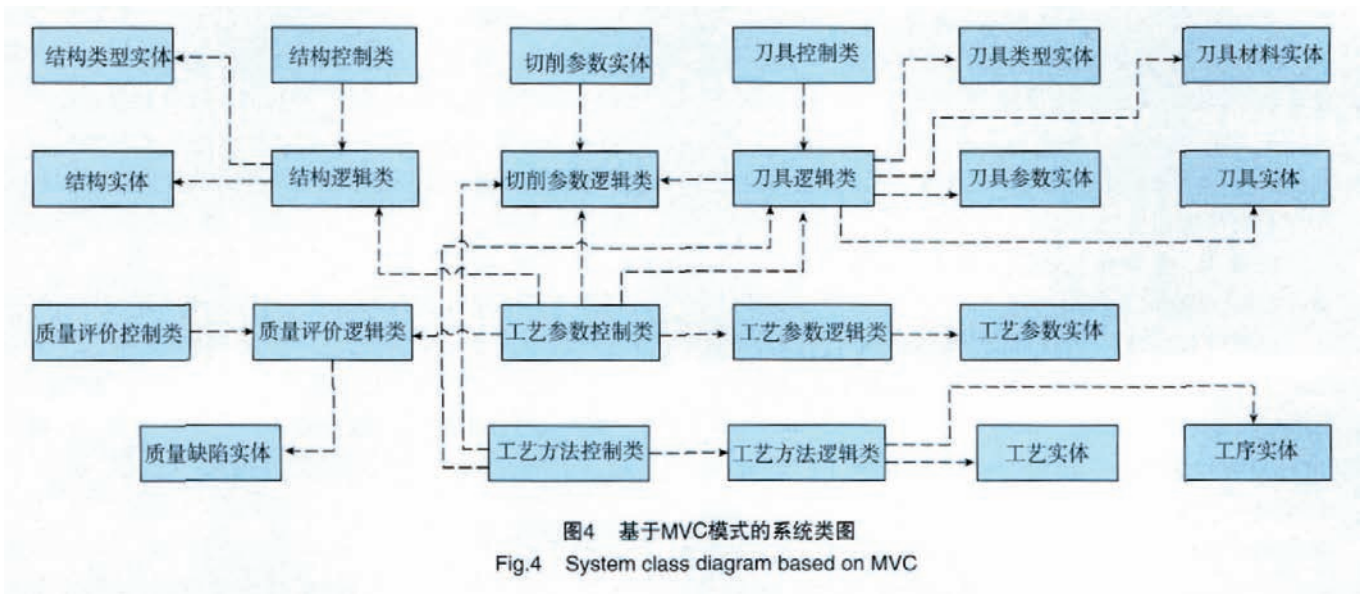 结构类型实体
结构控制类
切削参数实体
刀具控制类
刀具类型实体
刀具材料实体
结构实体
结构逻辑类
切削参数逻辑类
刀具逻辑类
刀具参数实体
刀具实体
质量评价控制类
质量评价逻辑类
工艺参数控制类
工艺参数逻辑类
工艺参数实体
质量缺陷实体
工艺方法控制类
工艺方法逻辑类
工艺实体
工序实体
图4 基于MVC模式的系统类图
Fig.4 System class diagram based on MVC